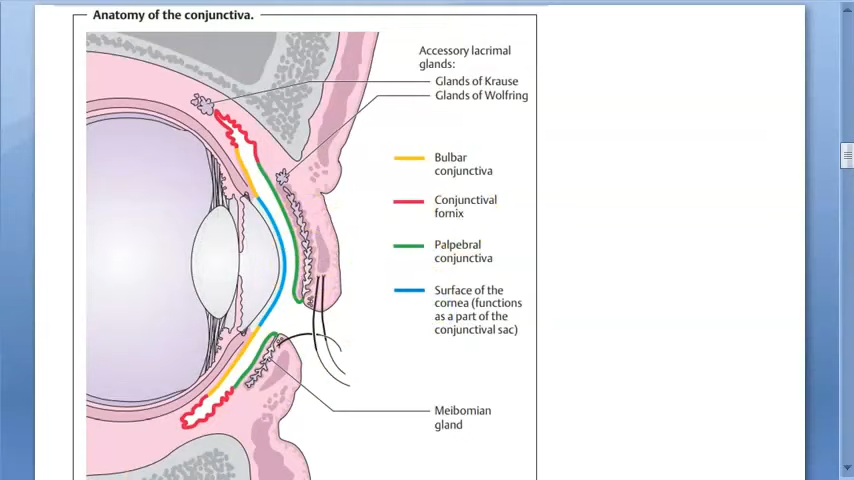 Anatomy of the conjunctiva.
Accessory lacrimal
glands:
Glands of Krause
Glands of Wolfring
Bulbar
conjunctiva
Conjunctival
fornix
Palpebral
conjunctiva
Surface of the
cornea (functions
as a part of the
conjunctival sac)
Meibomian
gland